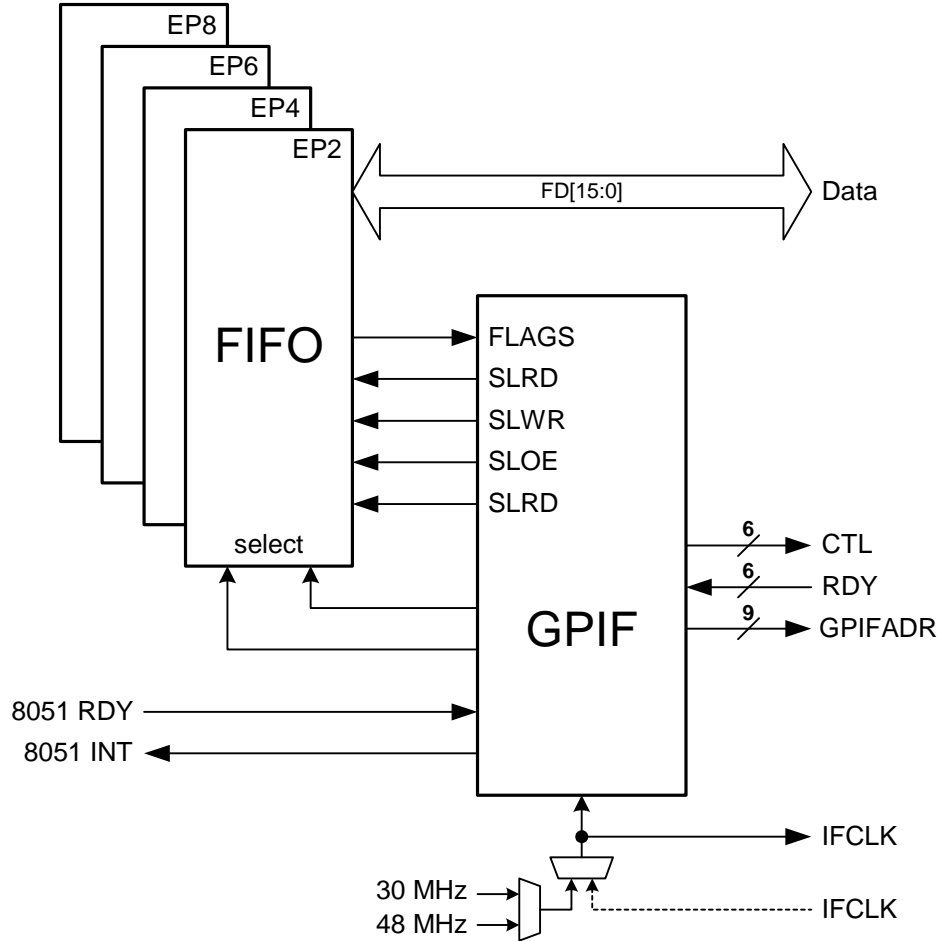 EP8
EP6
EP4
EP2
FD[15:0]
Data
FIFO
FLAGS
SLRD
SLWR
SLOE
SLRD
select
6
CTL
6
RDY
GPIF
9
GPIFADR
8051 RDY
8051 INT
IFCLK
30 MHz
48 MHz
IFCLK